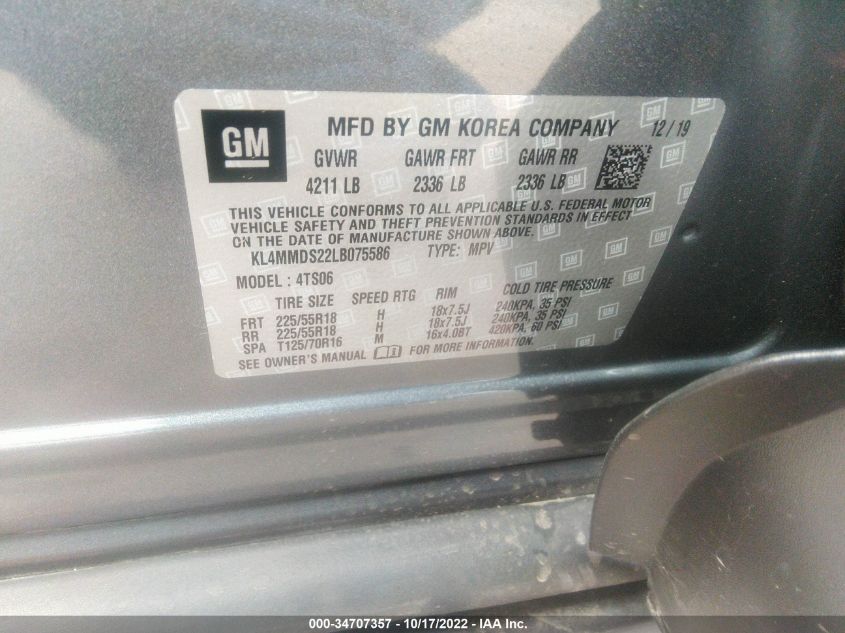 GM MFD BY GM KOREA COMPANY 12/19
GVWR GAWR FRT GAWR RR
4211 LB 2336 LB 2336 LB
THIS VEHICLE CONFORMS TO ALL APPLICABLE U.S. FEDERAL MOTOR
VEHICLE SAFETY AND THEFT PREVENTION STANDARDS IN EFFECT
ON THE DATE OF MANUFACTURE SHOWN ABOVE.
KL4MMDS22LB075586 TYPE: MPV
MODEL : 4TS06
TIRE SIZE SPEED RTG RIM COLD TIRE PRESSURE
FRT 225/55R18 H 18x7.5J 240KPA, 35 PSI
RR 225/55R18 H 18x7.5J 240KPA, 35 PSI
SPA T125/70R16 M 16x4.0BT 420KPA, 60 PSI
SEE OWNER'S MANUAL FOR MORE INFORMATION.
000-34707357 - 10/17/2022 - IAA Inc.